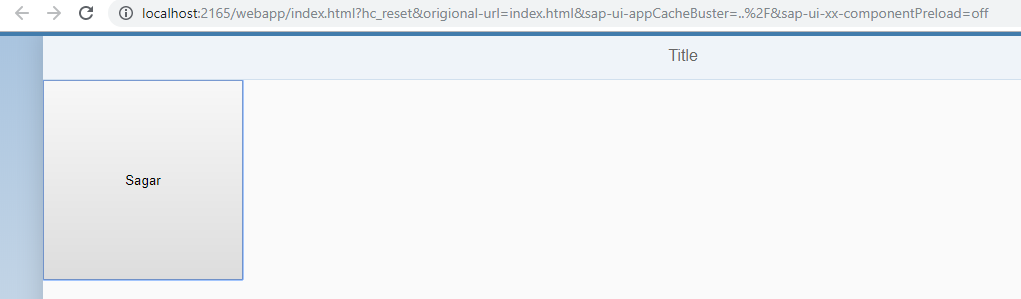 localhost:2165/webapp/index.html?hc_reset&origional-url=index.html&sap-ui-appCacheBuster=..%2F&sap-ui-xx-componentPreload=off
Title
Sagar